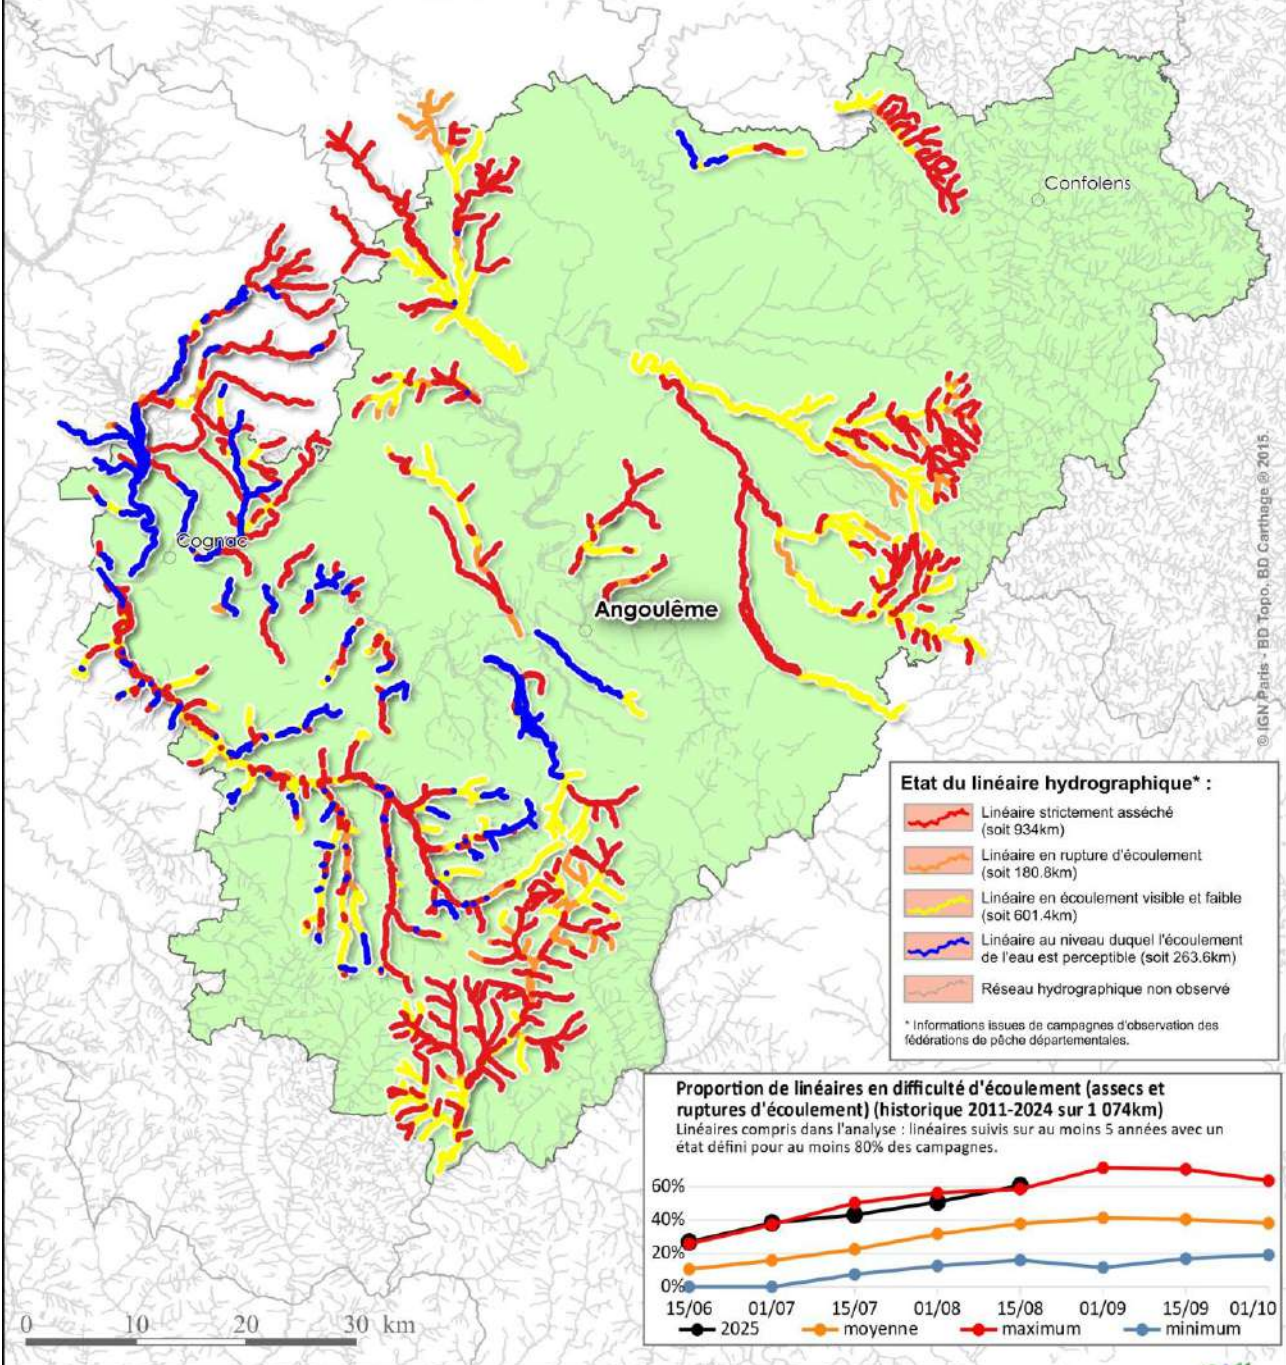 Confolens
Cognac
Angoulême
© IGN Paris - BD Topo, BD Carthage ® 2015.
Etat du linéaire hydrographique* :
Linéaire strictement asséché
(soit 934km)
Linéaire en rupture d'écoulement
(soit 180.8km)
Linéaire en écoulement visible et faible
(soit 601.4km)
Linéaire au niveau duquel l'écoulement
de l'eau est perceptible (soit 263.6km)
Réseau hydrographique non observé
* Informations issues de campagnes d'observation des
fédérations de pêche départementales.
Proportion de linéaires en difficulté d'écoulement (assecs et
ruptures d'écoulement) (historique 2011-2024 sur 1 074km)
Linéaires compris dans l'analyse : linéaires suivis sur au moins 5 années avec un
état défini pour au moins 80% des campagnes.
60%
40%
20%
0%
15/06 01/07 15/07 01/08 15/08 01/09 15/09 01/10
2025 moyenne maximum minimum
0 10 20 30 km